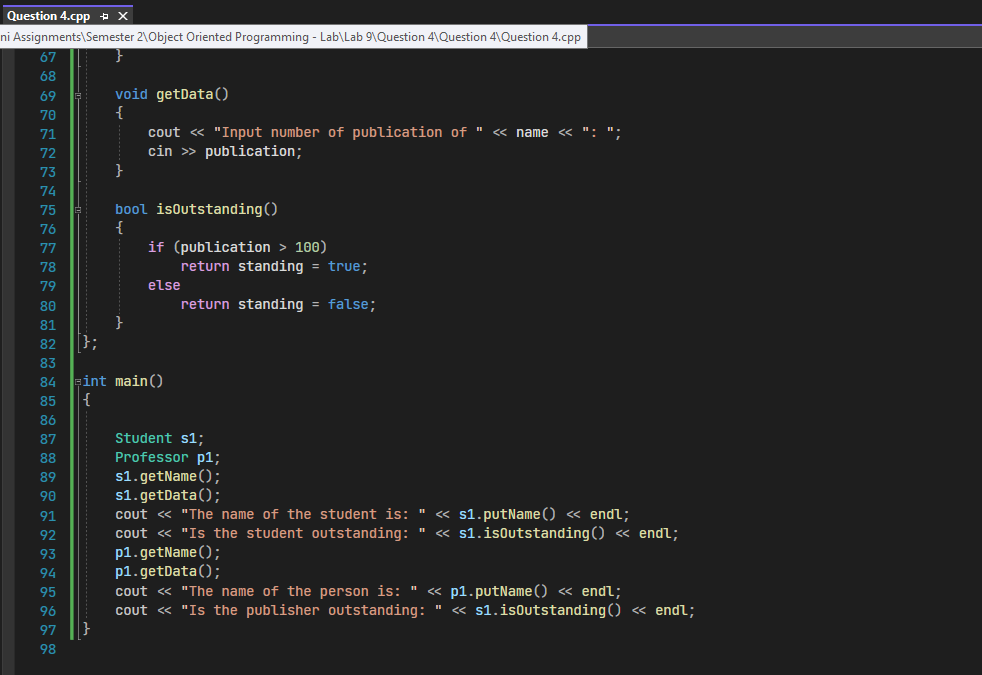 Question 4.cpp
ni Assignments\Semester 2\Object Oriented Programming - Lab\Lab 9\Question 4\Question 4\Question 4.cpp
67 }
68
69 void getData()
70 {
71 cout << "Input number of publication of " << name << ": ";
72 cin >> publication;
73 }
74
75 bool isOutstanding()
76 {
77 if (publication > 100)
78 return standing = true;
79 else
80 return standing = false;
81 }
82 };
83
84 int main()
85 {
86
87 Student s1;
88 Professor p1;
89 s1.getName();
90 s1.getData();
91 cout << "The name of the student is: " << s1.putName() << endl;
92 cout << "Is the student outstanding: " << s1.isOutstanding() << endl;
93 p1.getName();
94 p1.getData();
95 cout << "The name of the person is: " << p1.putName() << endl;
96 cout << "Is the publisher outstanding: " << s1.isOutstanding() << endl;
97 }
98